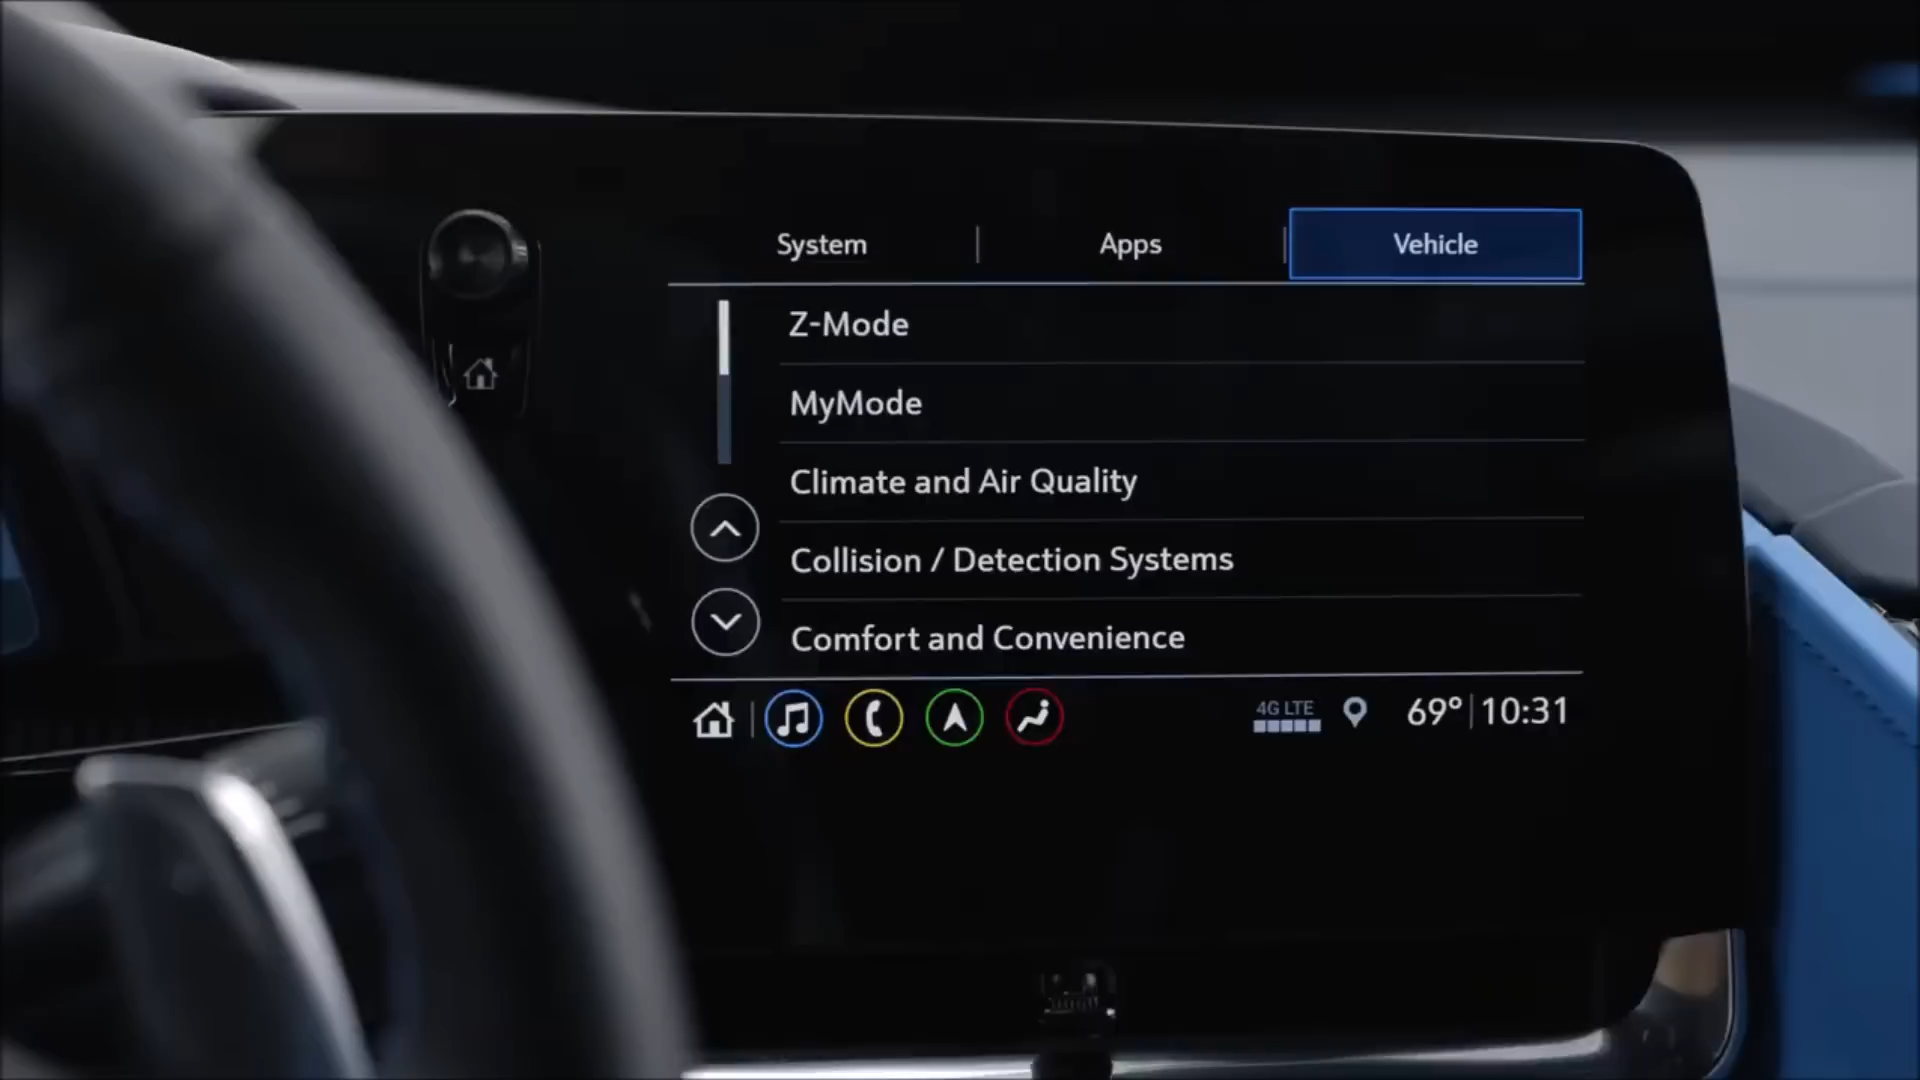 System
Apps
Vehicle
Z-Mode
MyMode
Climate and Air Quality
Collision / Detection Systems
Comfort and Convenience
4G LTE
69° 10:31